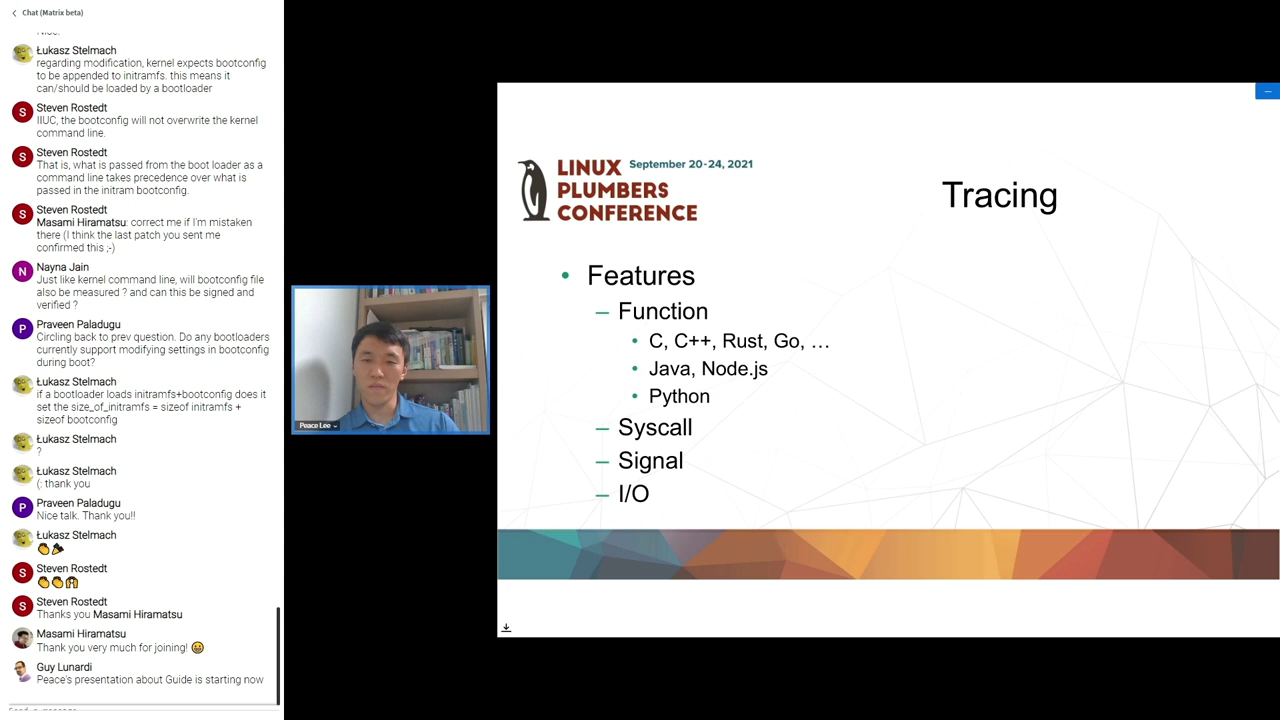 Chat (Matrix beta)
Nice.
Łukasz Stelmach
regarding modification, kernel expects bootconfig
to be appended to initramfs. this means it
can/should be loaded by a bootloader
S
Steven Rostedt
IIUC, the bootconfig will not overwrite the kernel
command line.
S
Steven Rostedt
That is, what is passed from the boot loader as a
command line takes precedence over what is
passed in the initram bootconfig.
S
Steven Rostedt
Masami Hiramatsu: correct me if I'm mistaken
there (I think the last patch you sent me
confirmed this ;-)
N
Nayna Jain
Just like kernel command line, will bootconfig file
also be measured ? and can this be signed and
verified ?
P
Praveen Paladugu
Circling back to prev question. Do any bootloaders
currently support modifying settings in bootconfig
during boot?
Łukasz Stelmach
if a bootloader loads initramfs+bootconfig does it
set the size_of_initramfs = sizeof initramfs +
sizeof bootconfig
Łukasz Stelmach
?
Łukasz Stelmach
(: thank you
P
Praveen Paladugu
Nice talk. Thank you!!
Łukasz Stelmach
S
Steven Rostedt
S
Steven Rostedt
Thanks you Masami Hiramatsu
Masami Hiramatsu
Thank you very much for joining! 😀
Guy Lunardi
Peace's presentation about Guide is starting now
Send a message
Peace Lee
LINUX September 20-24, 2021
PLUMBERS
CONFERENCE
Tracing
• Features
– Function
• C, C++, Rust, Go, …
• Java, Node.js
• Python
– Syscall
– Signal
– I/O